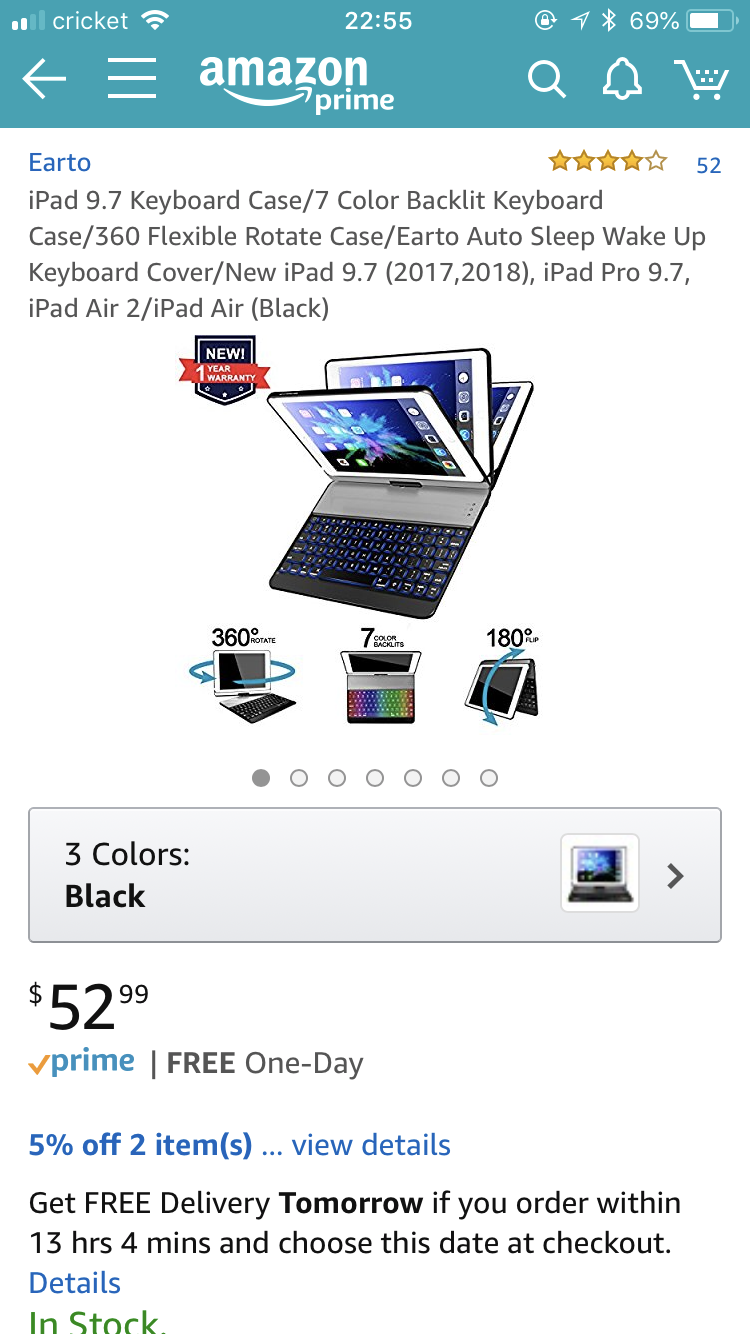 cricket 22:55 69%
amazon prime
Earto 52
iPad 9.7 Keyboard Case/7 Color Backlit Keyboard
Case/360 Flexible Rotate Case/Earto Auto Sleep Wake Up
Keyboard Cover/New iPad 9.7 (2017,2018), iPad Pro 9.7,
iPad Air 2/iPad Air (Black)
NEW!
1 YEAR
WARRANTY
360° ROTATE
7 COLOR
BACKLITS
180° FLIP
3 Colors:
Black
$52 99
prime | FREE One-Day
5% off 2 item(s) ... view details
Get FREE Delivery Tomorrow if you order within
13 hrs 4 mins and choose this date at checkout.
Details
In Stock.